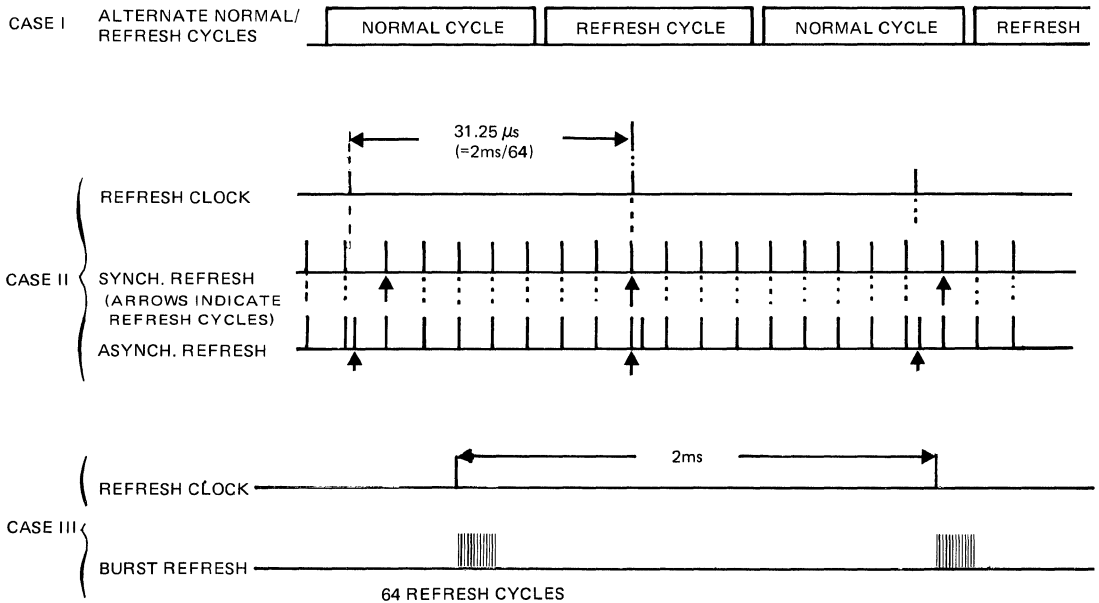 CASE I
ALTERNATE NORMAL/
REFRESH CYCLES
NORMAL CYCLE
REFRESH CYCLE
NORMAL CYCLE
REFRESH
31.25 μs
(=2ms/64)
REFRESH CLOCK
CASE II
SYNCH. REFRESH
(ARROWS INDICATE
REFRESH CYCLES)
ASYNCH. REFRESH
2ms
REFRESH CLOCK
CASE III
BURST REFRESH
64 REFRESH CYCLES